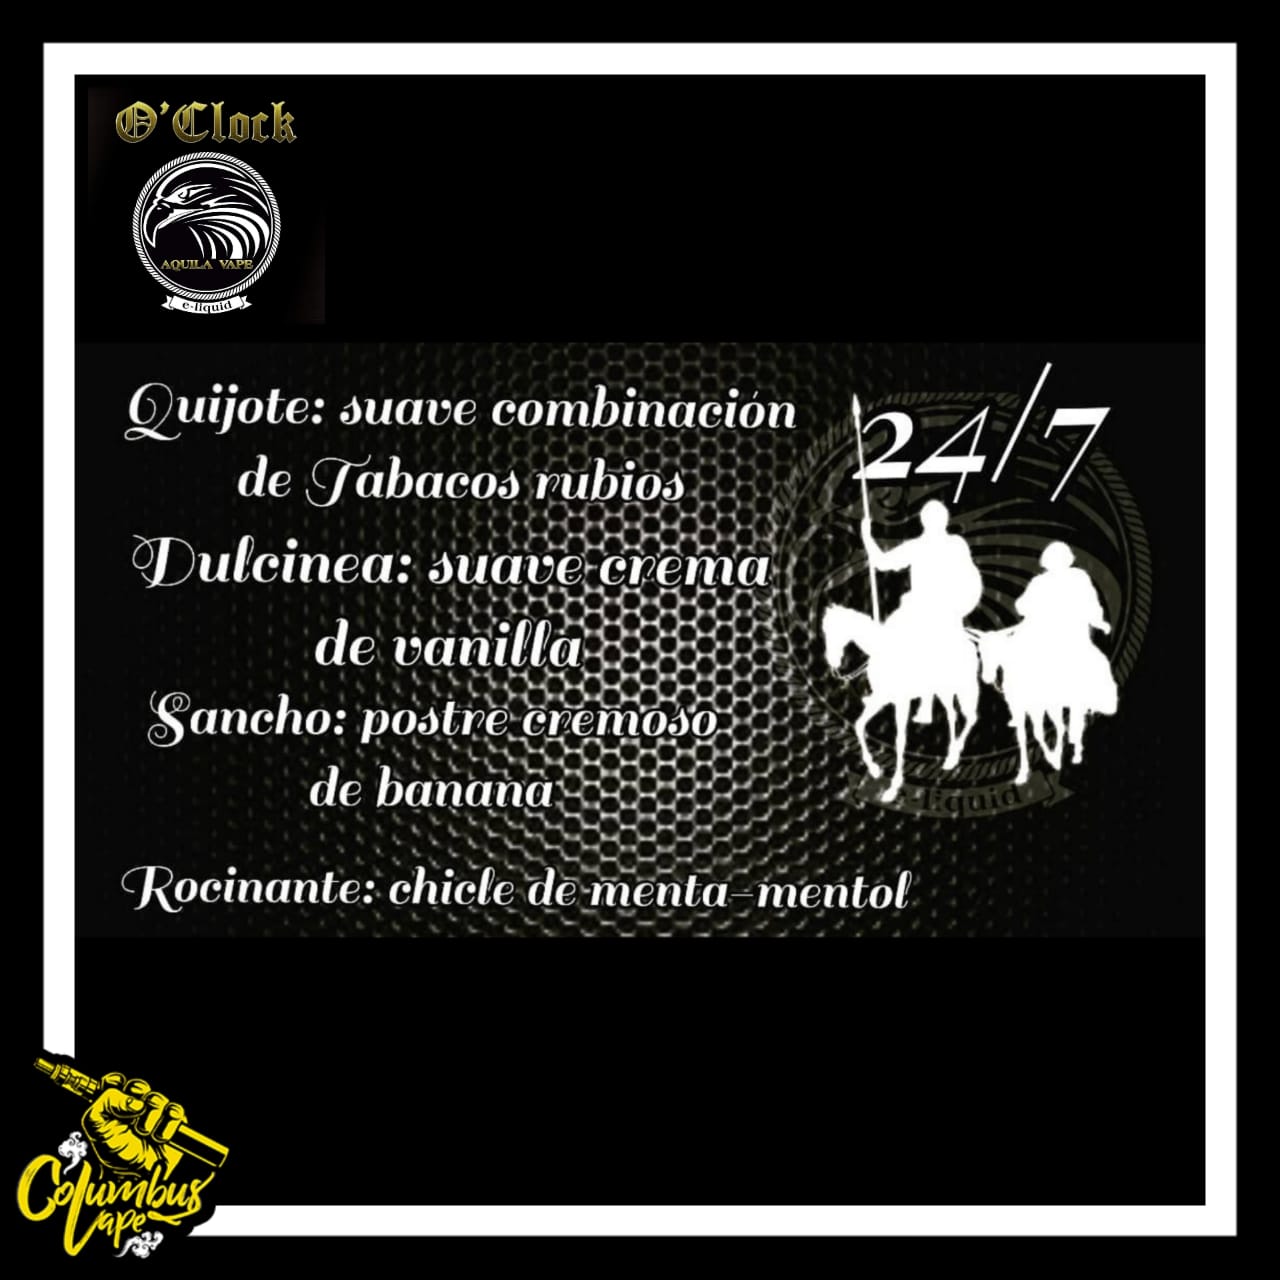 O'Clock
AQUILA VAPE
e-liquid
24/7
Quijote: suave combinación
de Tabacos rubios
Dulcinea: suave crema
de vanilla
Sancho: postre cremoso
de banana
e-liquid
Rocinante: chicle de menta-mentol
Columbus
Vape